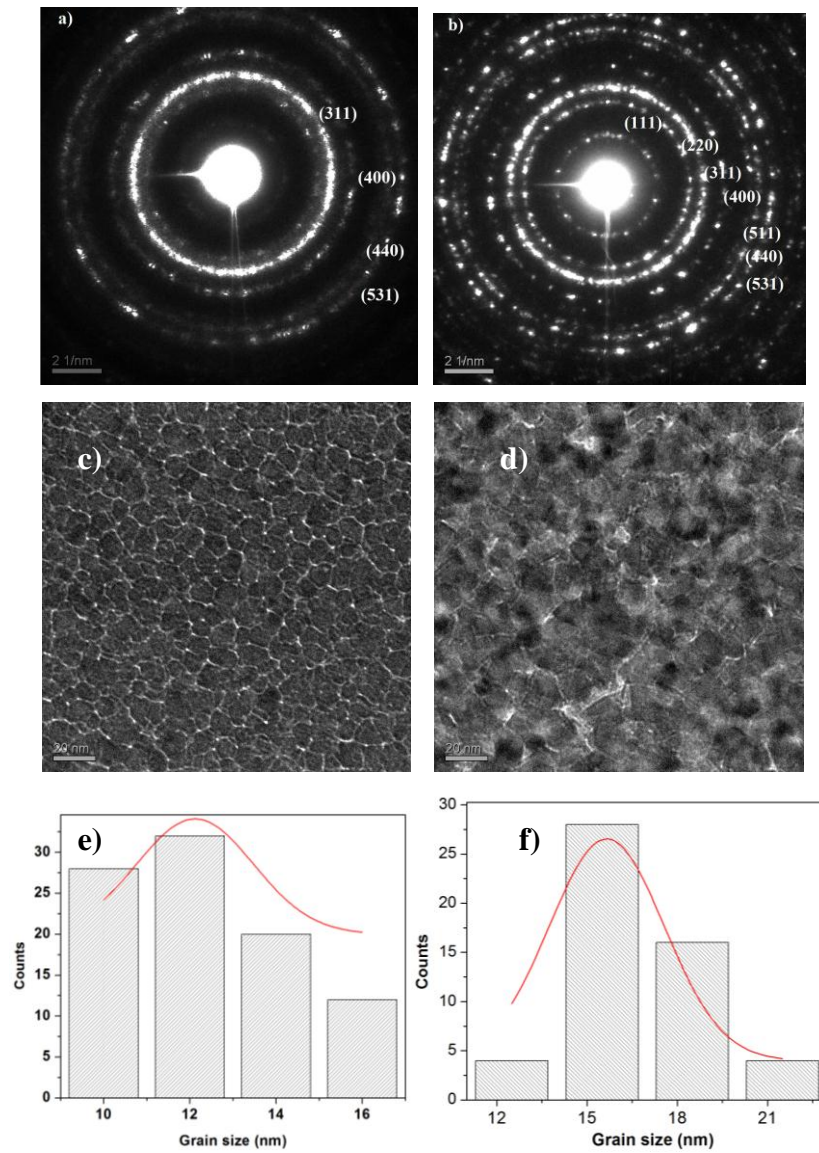 a)
(311)
(400)
(440)
(531)
2 1/nm
b)
(111)
(220)
(311)
(400)
(511)
(440)
(531)
2 1/nm
c)
20 nm
d)
20 nm
e)
30
25
20
15
10
5
0
Counts
10 12 14 16
Grain size (nm)
f)
30
25
20
15
10
5
0
Counts
12 15 18 21
Grain size (nm)